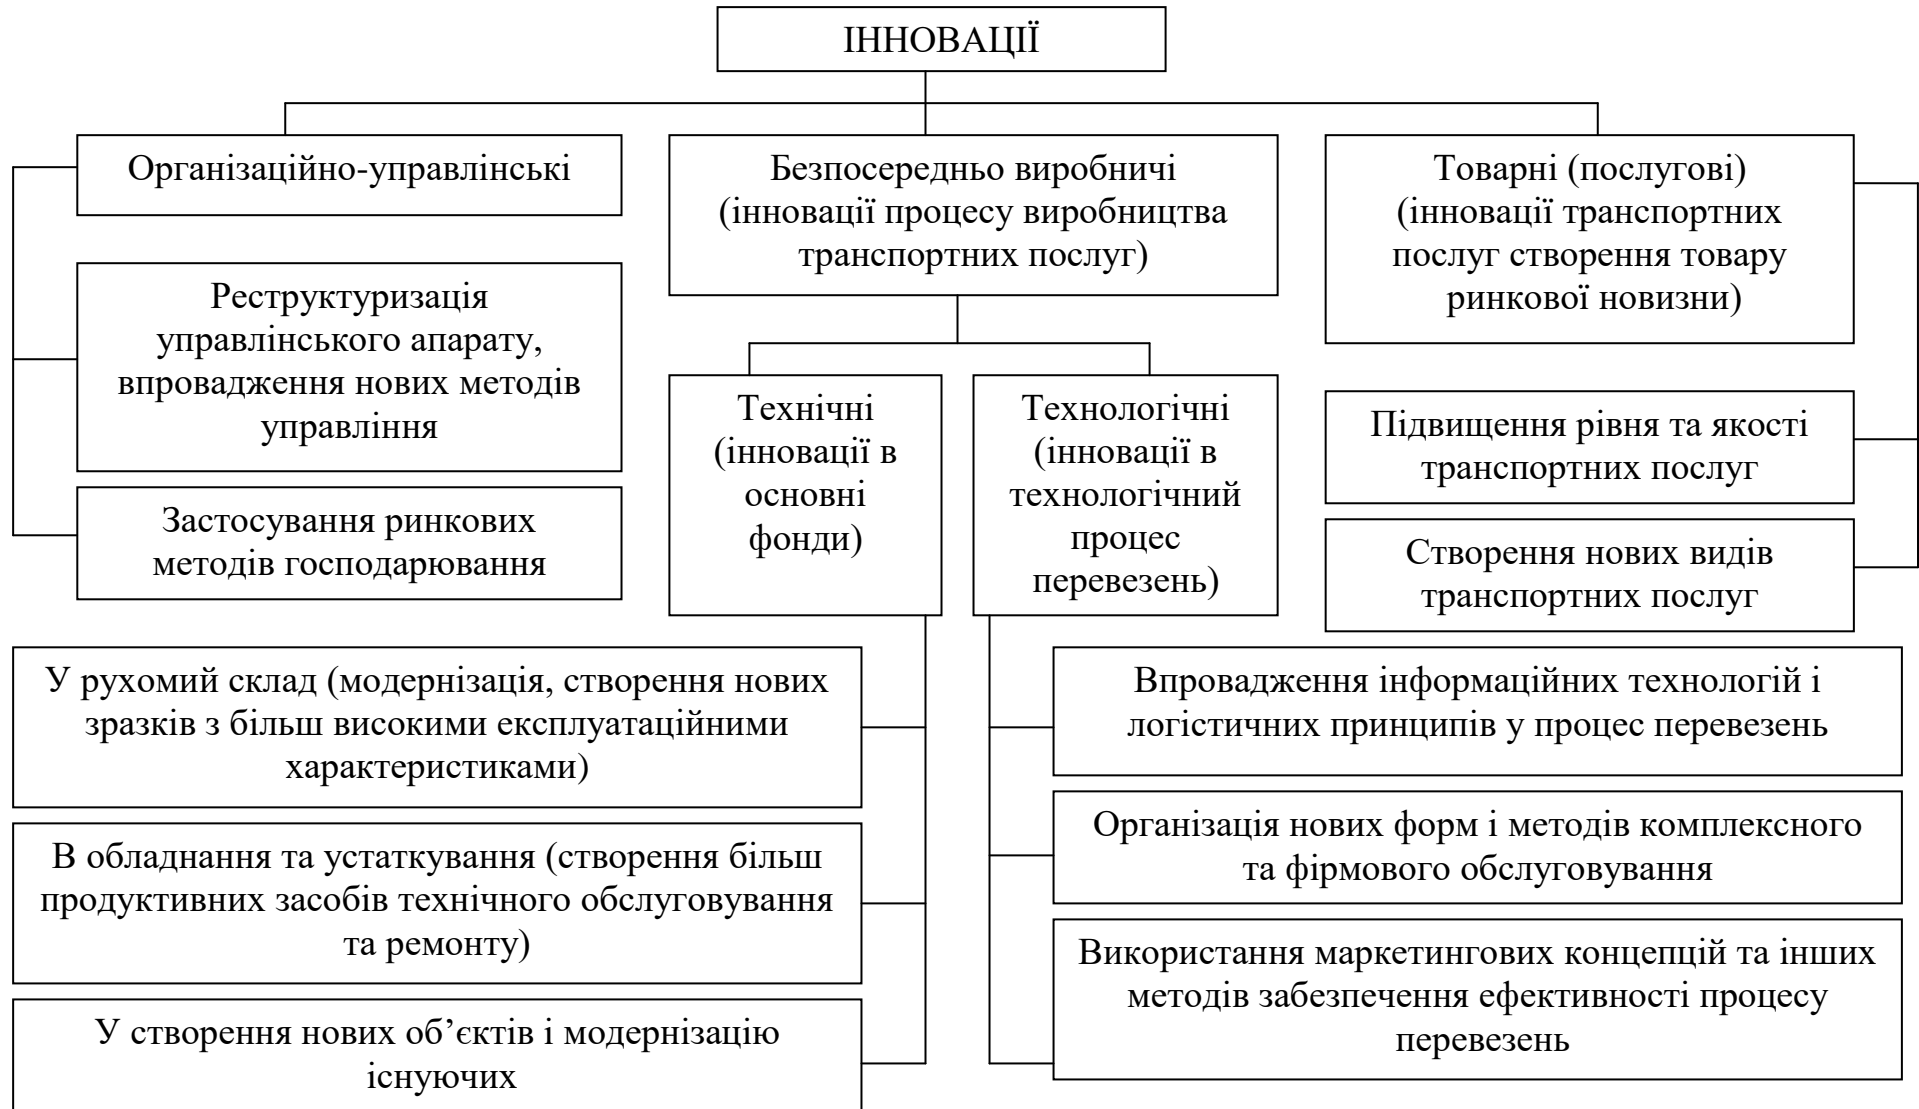 ІННОВАЦІЇ
Організаційно-управлінські
Реструктуризація
управлінського апарату,
впровадження нових методів
управління
Застосування ринкових
методів господарювання
Безпосередньо виробничі
(інновації процесу виробництва
транспортних послуг)
Технічні
(інновації в
основні
фонди)
Технологічні
(інновації в
технологічний
процес
перевезень)
Товарні (послугові)
(інновації транспортних
послуг створення товару
ринкової новизни)
Підвищення рівня та якості
транспортних послуг
Створення нових видів
транспортних послуг
У рухомий склад (модернізація, створення нових
зразків з більш високими експлуатаційними
характеристиками)
В обладнання та устаткування (створення більш
продуктивних засобів технічного обслуговування
та ремонту)
У створення нових об’єктів і модернізацію
існуючих
Впровадження інформаційних технологій і
логістичних принципів у процес перевезень
Організація нових форм і методів комплексного
та фірмового обслуговування
Використання маркетингових концепцій та інших
методів забезпечення ефективності процесу
перевезень